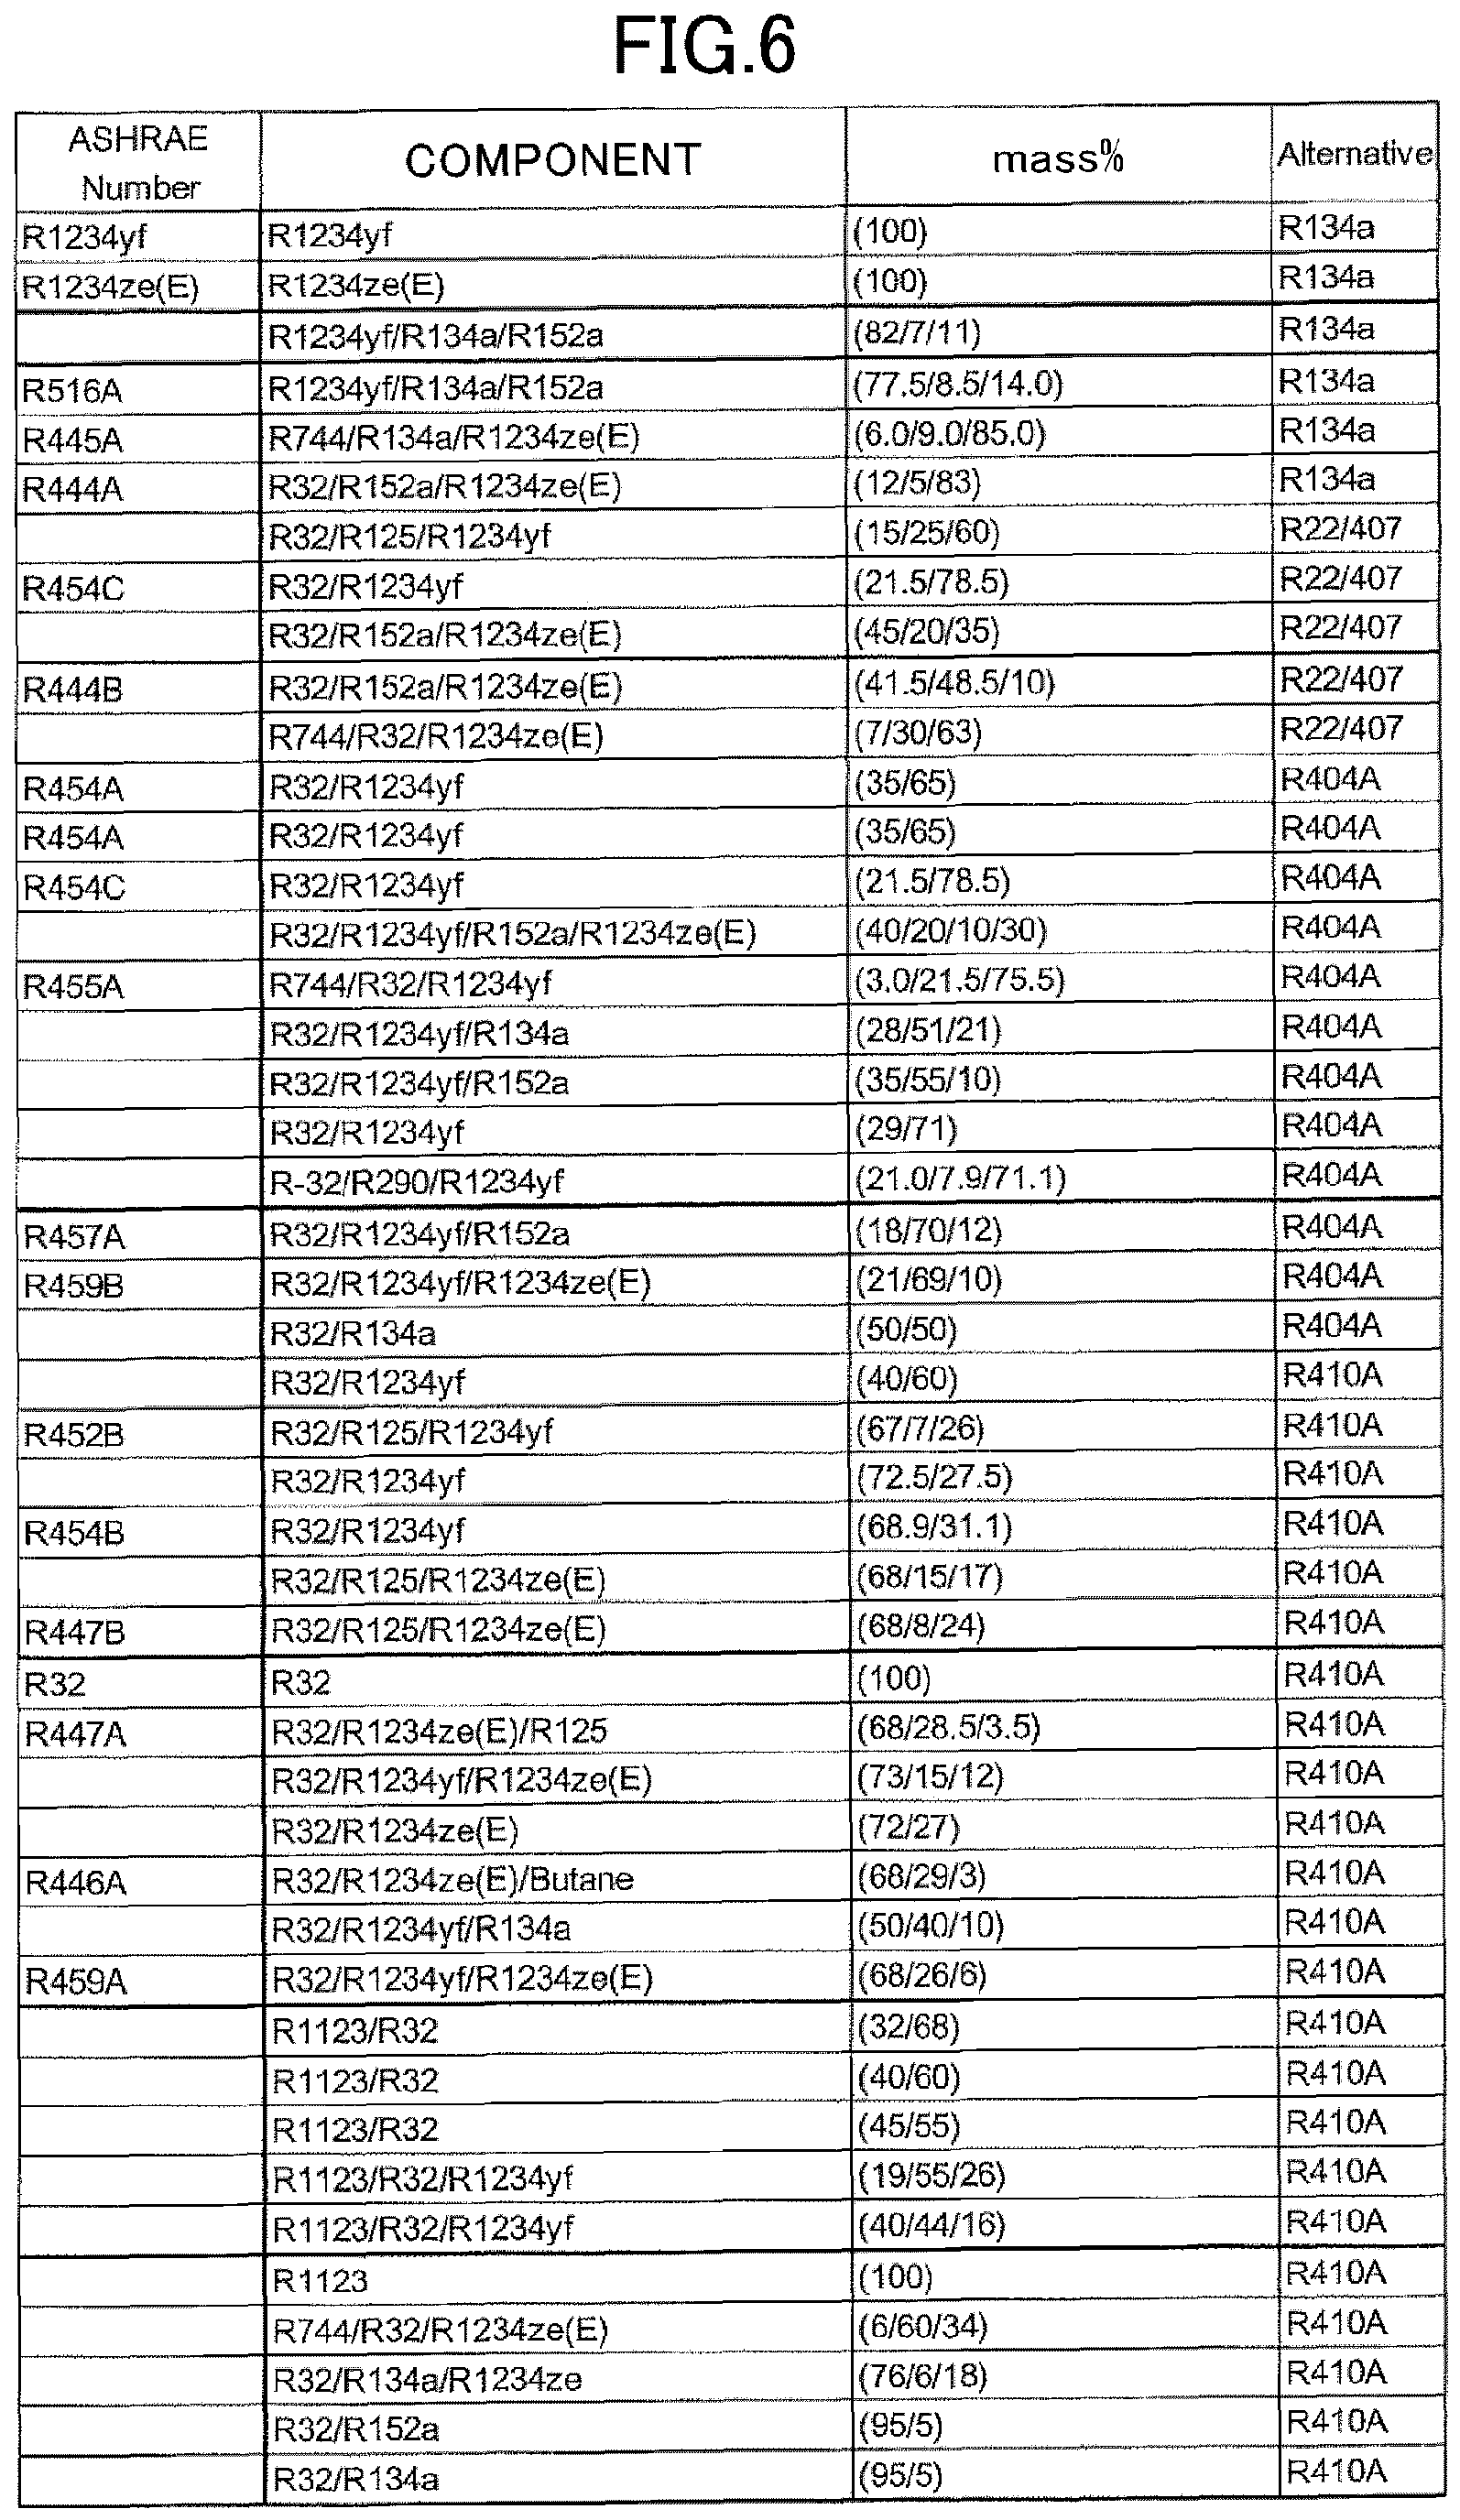 FIG.6
ASHRAE Number COMPONENT mass% Alternative
R1234yf R1234yf (100) R134a
R1234ze(E) R1234ze(E) (100) R134a
R1234yf/R134a/R152a (82/7/11) R134a
R516A R1234yf/R134a/R152a (77.5/8.5/14.0) R134a
R445A R744/R134a/R1234ze(E) (6.0/9.0/85.0) R134a
R444A R32/R152a/R1234ze(E) (12/5/83) R134a
R32/R125/R1234yf (15/25/60) R22/407
R454C R32/R1234yf (21.5/78.5) R22/407
R32/R152a/R1234ze(E) (45/20/35) R22/407
R444B R32/R152a/R1234ze(E) (41.5/48.5/10) R22/407
R744/R32/R1234ze(E) (7/30/63) R22/407
R454A R32/R1234yf (35/65) R404A
R454A R32/R1234yf (35/65) R404A
R454C R32/R1234yf (21.5/78.5) R404A
R32/R1234yf/R152a/R1234ze(E) (40/20/10/30) R404A
R455A R744/R32/R1234yf (3.0/21.5/75.5) R404A
R32/R1234yf/R134a (28/51/21) R404A
R32/R1234yf/R152a (35/55/10) R404A
R32/R1234yf (29/71) R404A
R-32/R290/R1234yf (21.0/7.9/71.1) R404A
R457A R32/R1234yf/R152a (18/70/12) R404A
R459B R32/R1234yf/R1234ze(E) (21/69/10) R404A
R32/R134a (50/50) R404A
R32/R1234yf (40/60) R410A
R452B R32/R125/R1234yf (67/7/26) R410A
R32/R1234yf (72.5/27.5) R410A
R454B R32/R1234yf (68.9/31.1) R410A
R32/R125/R1234ze(E) (68/15/17) R410A
R447B R32/R125/R1234ze(E) (68/8/24) R410A
R32 R32 (100) R410A
R447A R32/R1234ze(E)/R125 (68/28.5/3.5) R410A
R32/R1234yf/R1234ze(E) (73/15/12) R410A
R32/R1234ze(E) (72/27) R410A
R446A R32/R1234ze(E)/Butane (68/29/3) R410A
R32/R1234yf/R134a (50/40/10) R410A
R459A R32/R1234yf/R1234ze(E) (68/26/6) R410A
R1123/R32 (32/68) R410A
R1123/R32 (40/60) R410A
R1123/R32 (45/55) R410A
R1123/R32/R1234yf (19/55/26) R410A
R1123/R32/R1234yf (40/44/16) R410A
R1123 (100) R410A
R744/R32/R1234ze(E) (6/60/34) R410A
R32/R134a/R1234ze (76/6/18) R410A
R32/R152a (95/5) R410A
R32/R134a (95/5) R410A